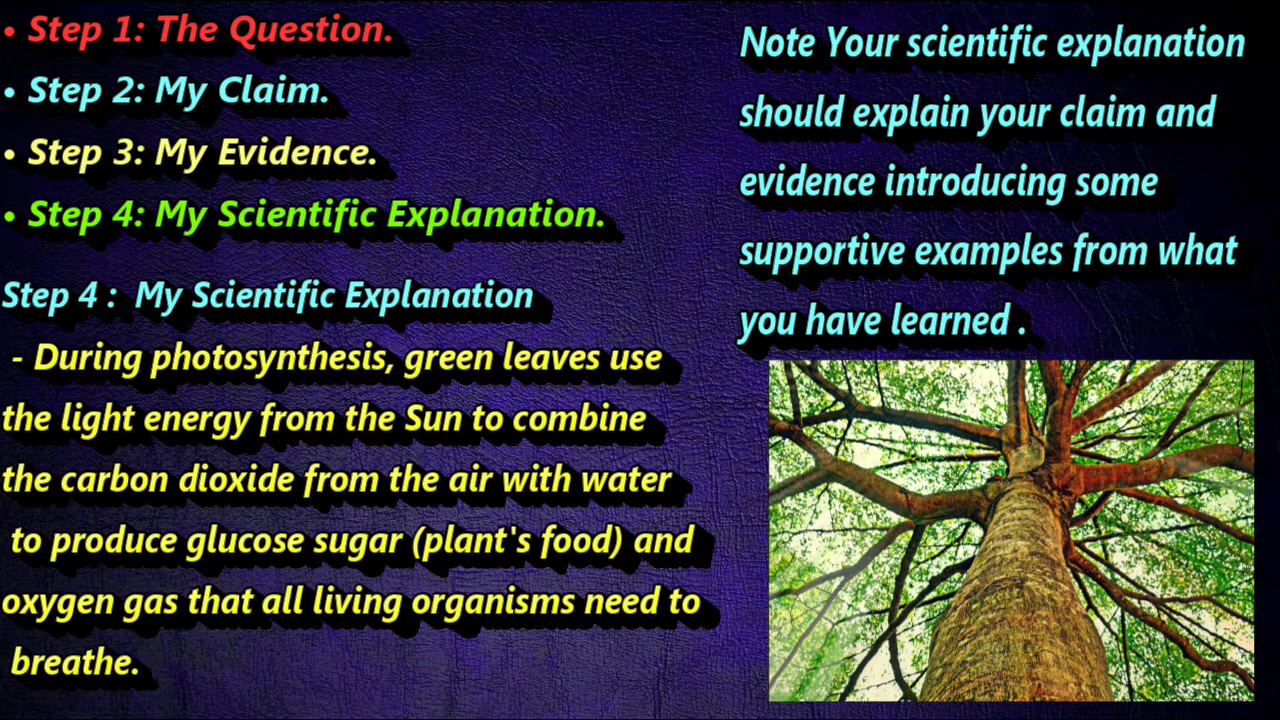 • Step 1: The Question.
• Step 2: My Claim.
• Step 3: My Evidence.
• Step 4: My Scientific Explanation.
Step 4 : My Scientific Explanation
- During photosynthesis, green leaves use
the light energy from the Sun to combine
the carbon dioxide from the air with water
to produce glucose sugar (plant's food) and
oxygen gas that all living organisms need to
breathe.
Note Your scientific explanation
should explain your claim and
evidence introducing some
supportive examples from what
you have learned .